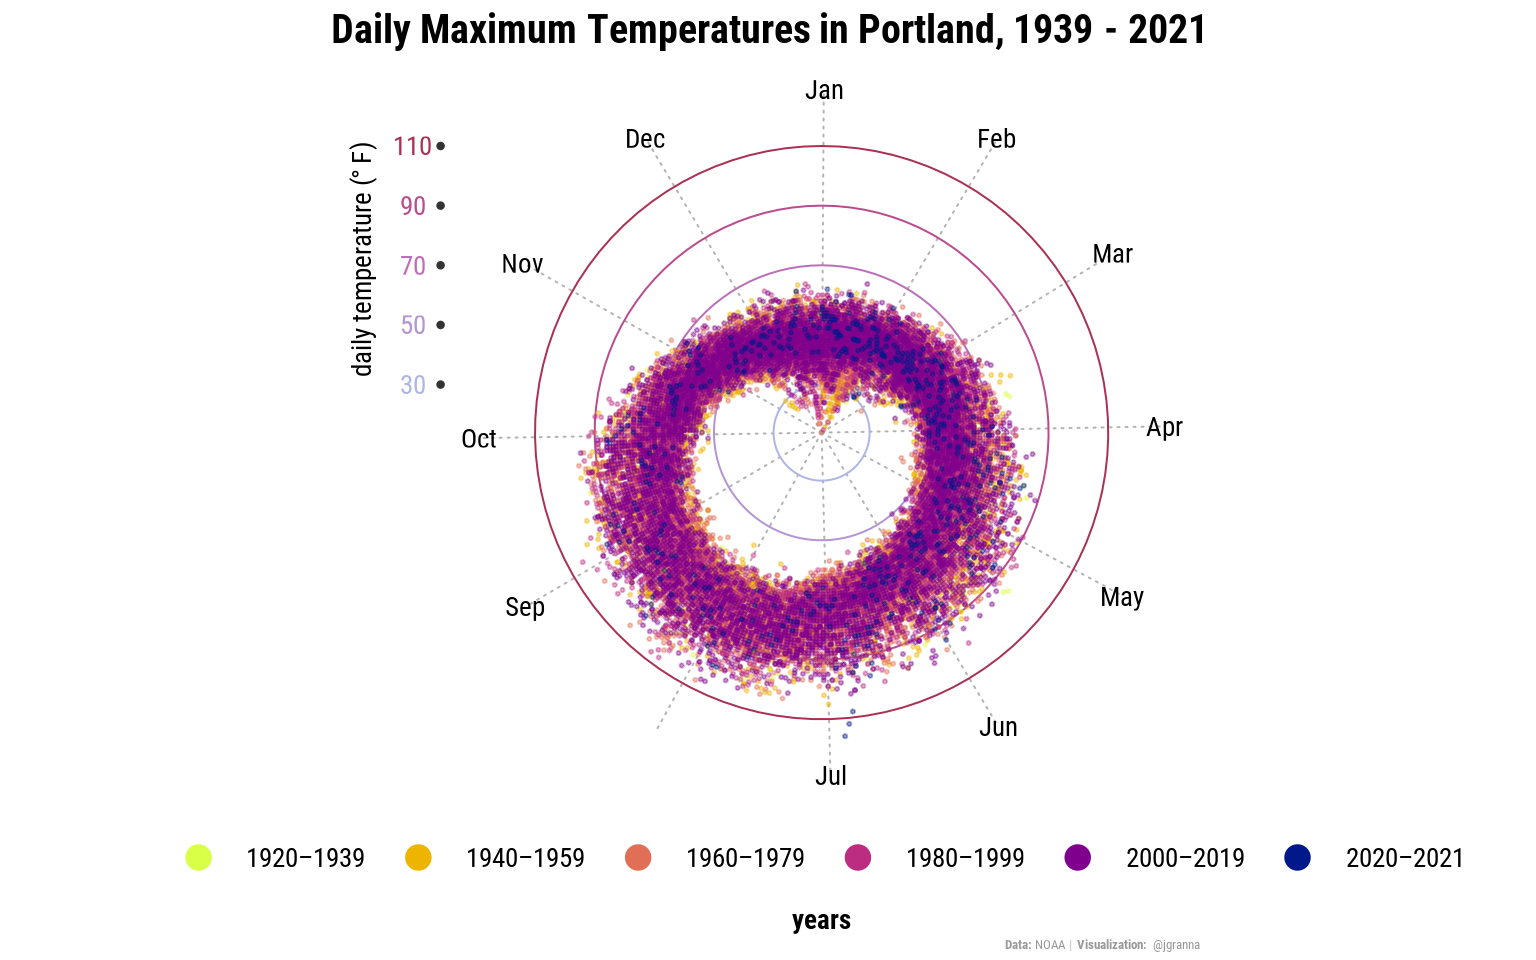 Daily Maximum Temperatures in Portland, 1939 - 2021
Jan
Dec
Feb
110
90
70
50
30
daily temperature (° F)
Nov
Mar
Oct
Apr
Sep
May
Jun
Jul
1920−1939
1940−1959
1960−1979
1980−1999
2000−2019
2020−2021
years
Data: NOAA | Visualization: @jgranna